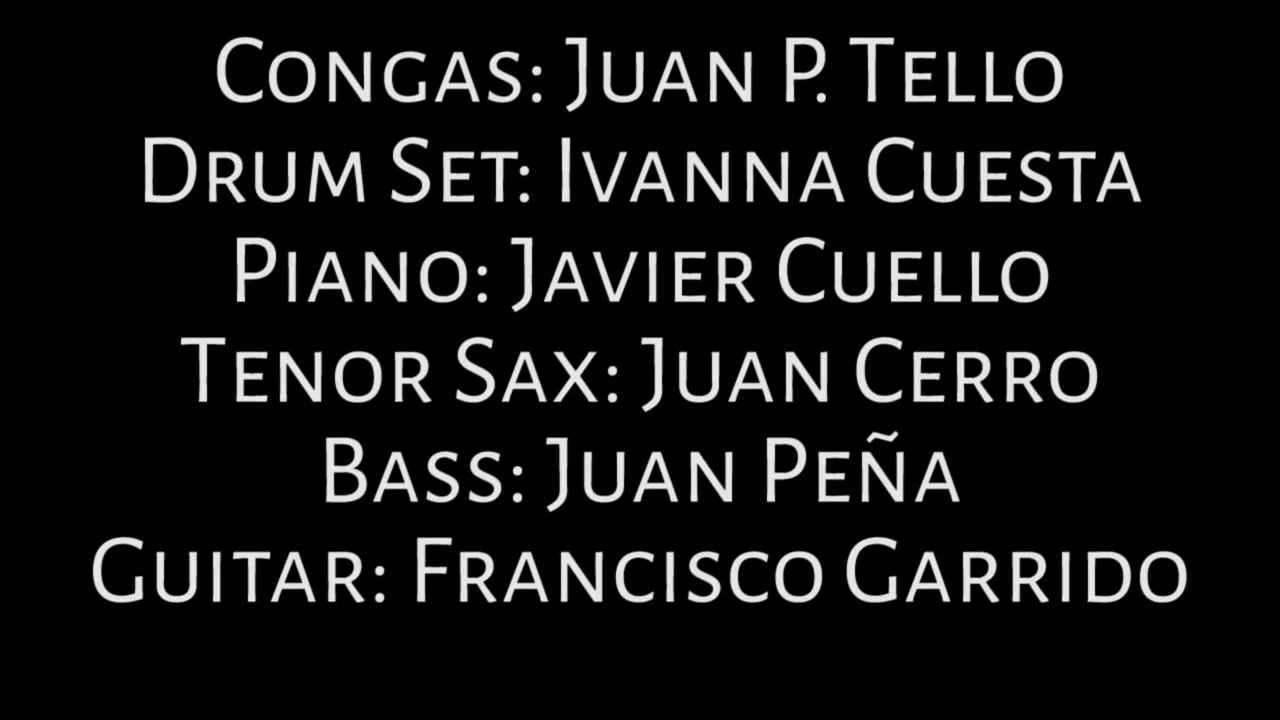 Congas: Juan P. Tello
Drum Set: Ivanna Cuesta
Piano: Javier Cuello
Tenor Sax: Juan Cerro
Bass: Juan Peña
Guitar: Francisco Garrido